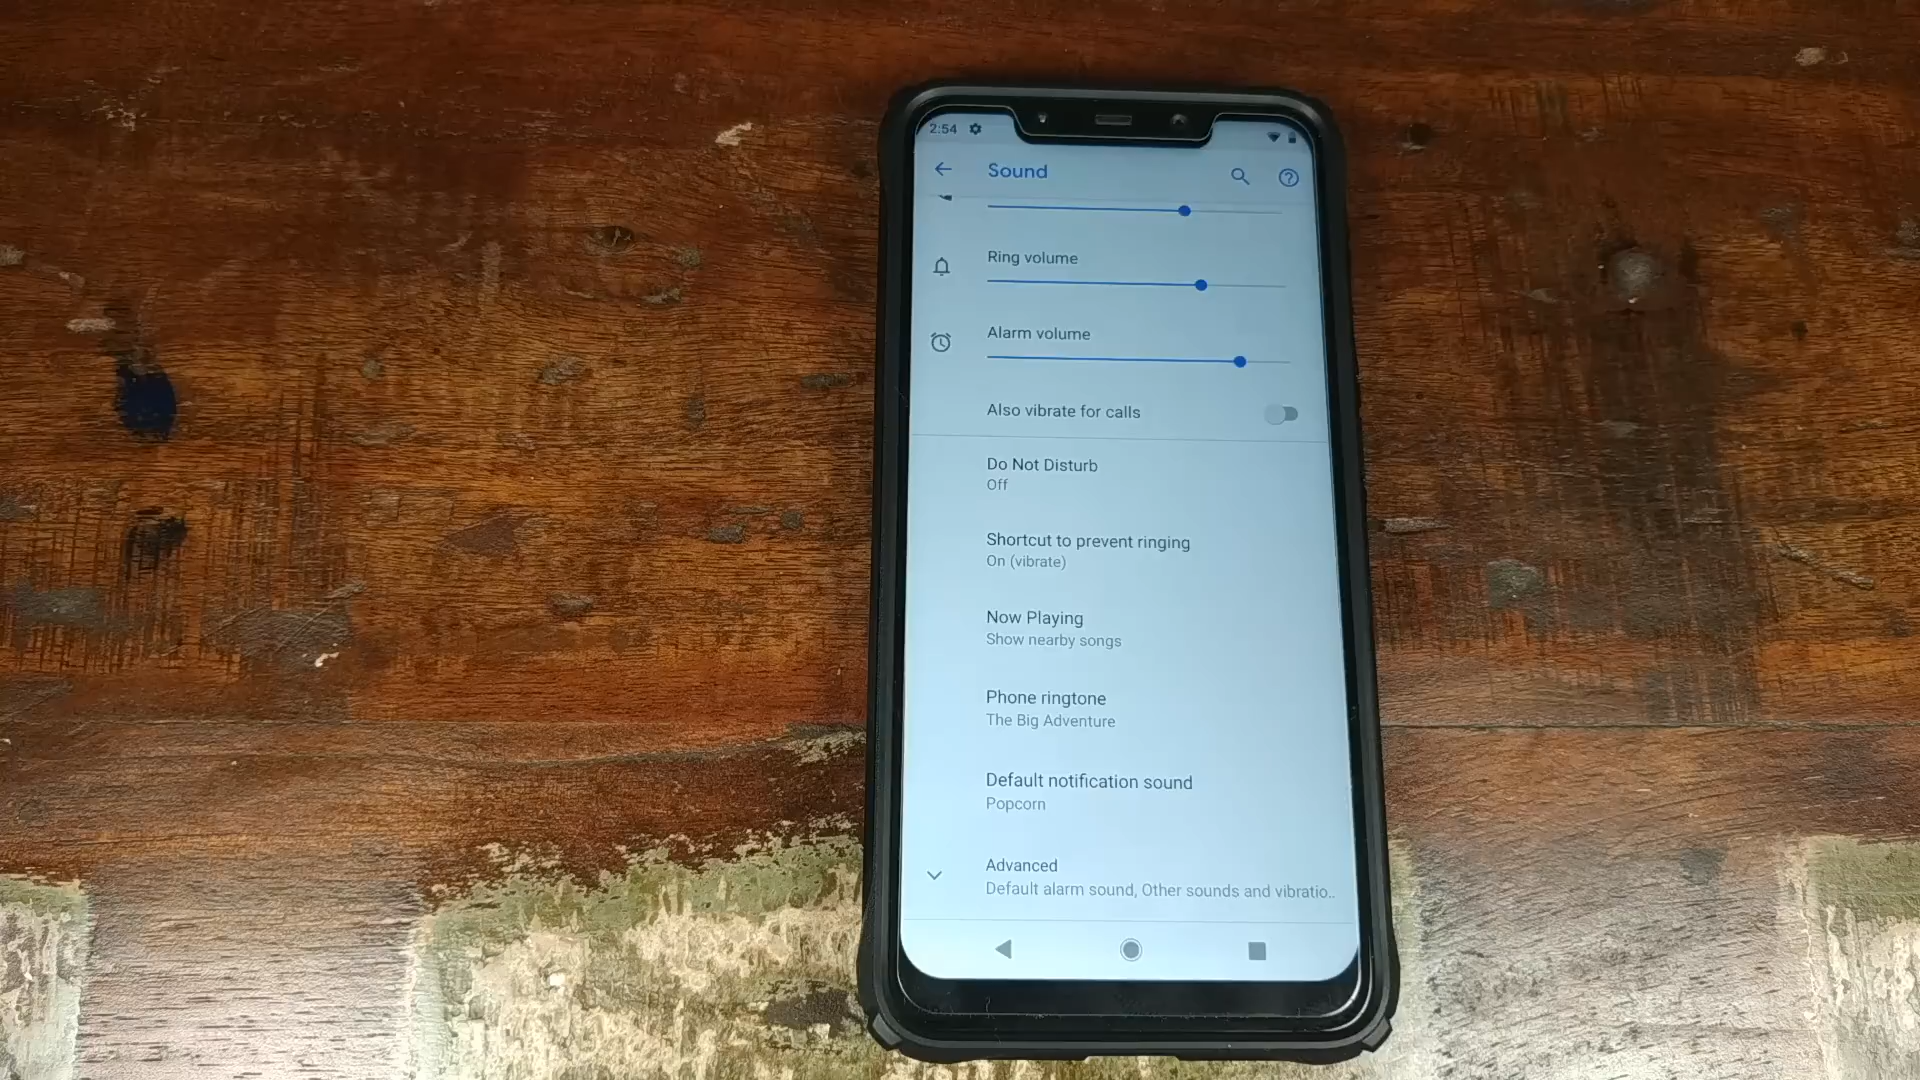 2:54
Sound
Ring volume
Alarm volume
Also vibrate for calls
Do Not Disturb
Off
Shortcut to prevent ringing
On (vibrate)
Now Playing
Show nearby songs
Phone ringtone
The Big Adventure
Default notification sound
Popcorn
Advanced
Default alarm sound, Other sounds and vibratio..